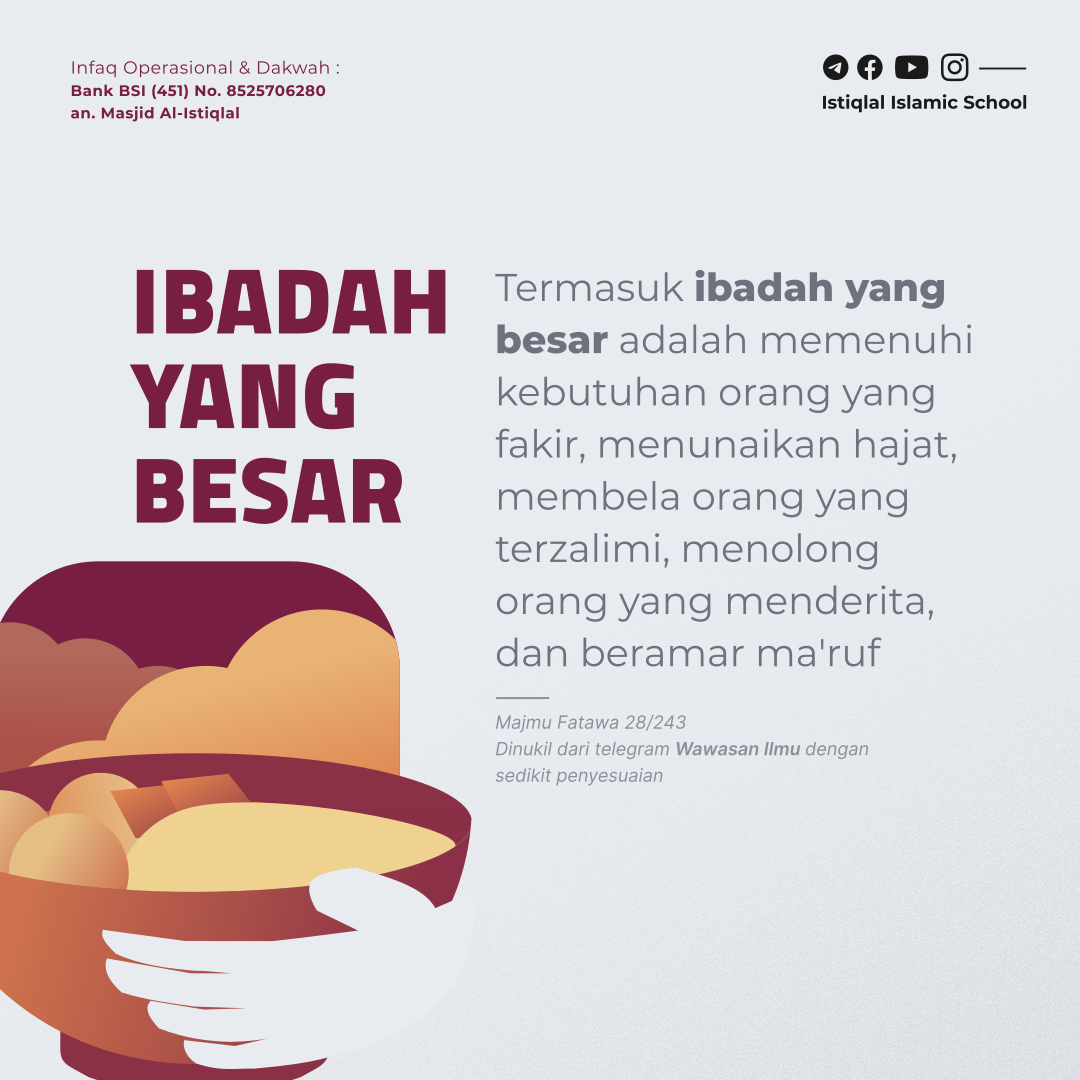 Infaq Operasional & Dakwah :
Bank BSI (451) No. 8525706280
an. Masjid Al-Istiqlal
Istiqlal Islamic School
IBADAH
YANG
BESAR
Termasuk ibadah yang
besar adalah memenuhi
kebutuhan orang yang
fakir, menunaikan hajat,
membela orang yang
terzalimi, menolong
orang yang menderita,
dan beramar ma'ruf
Majmu Fatawa 28/243
Dinukil dari telegram Wawasan Ilmu dengan
sedikit penyesuaian